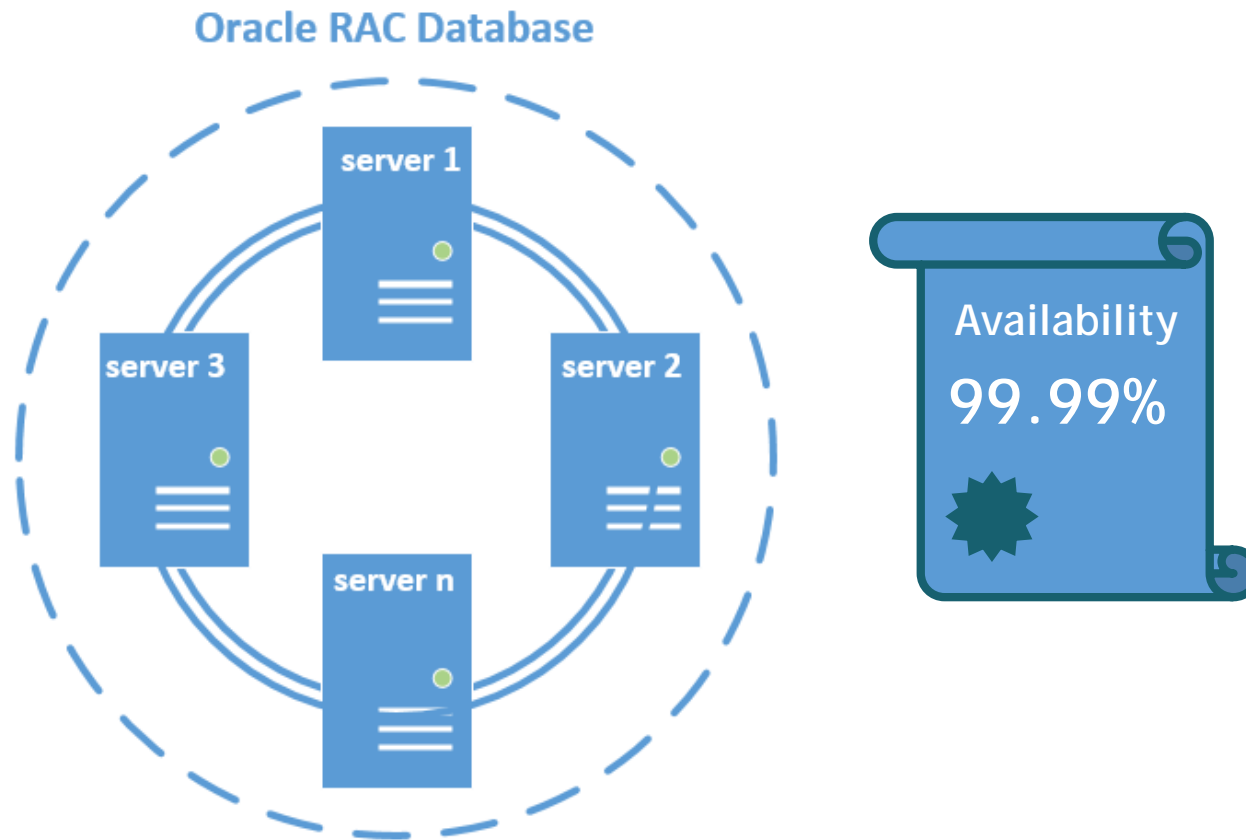 Oracle RAC Database
server 1
server 3
server 2
server n
Availability
99.99%